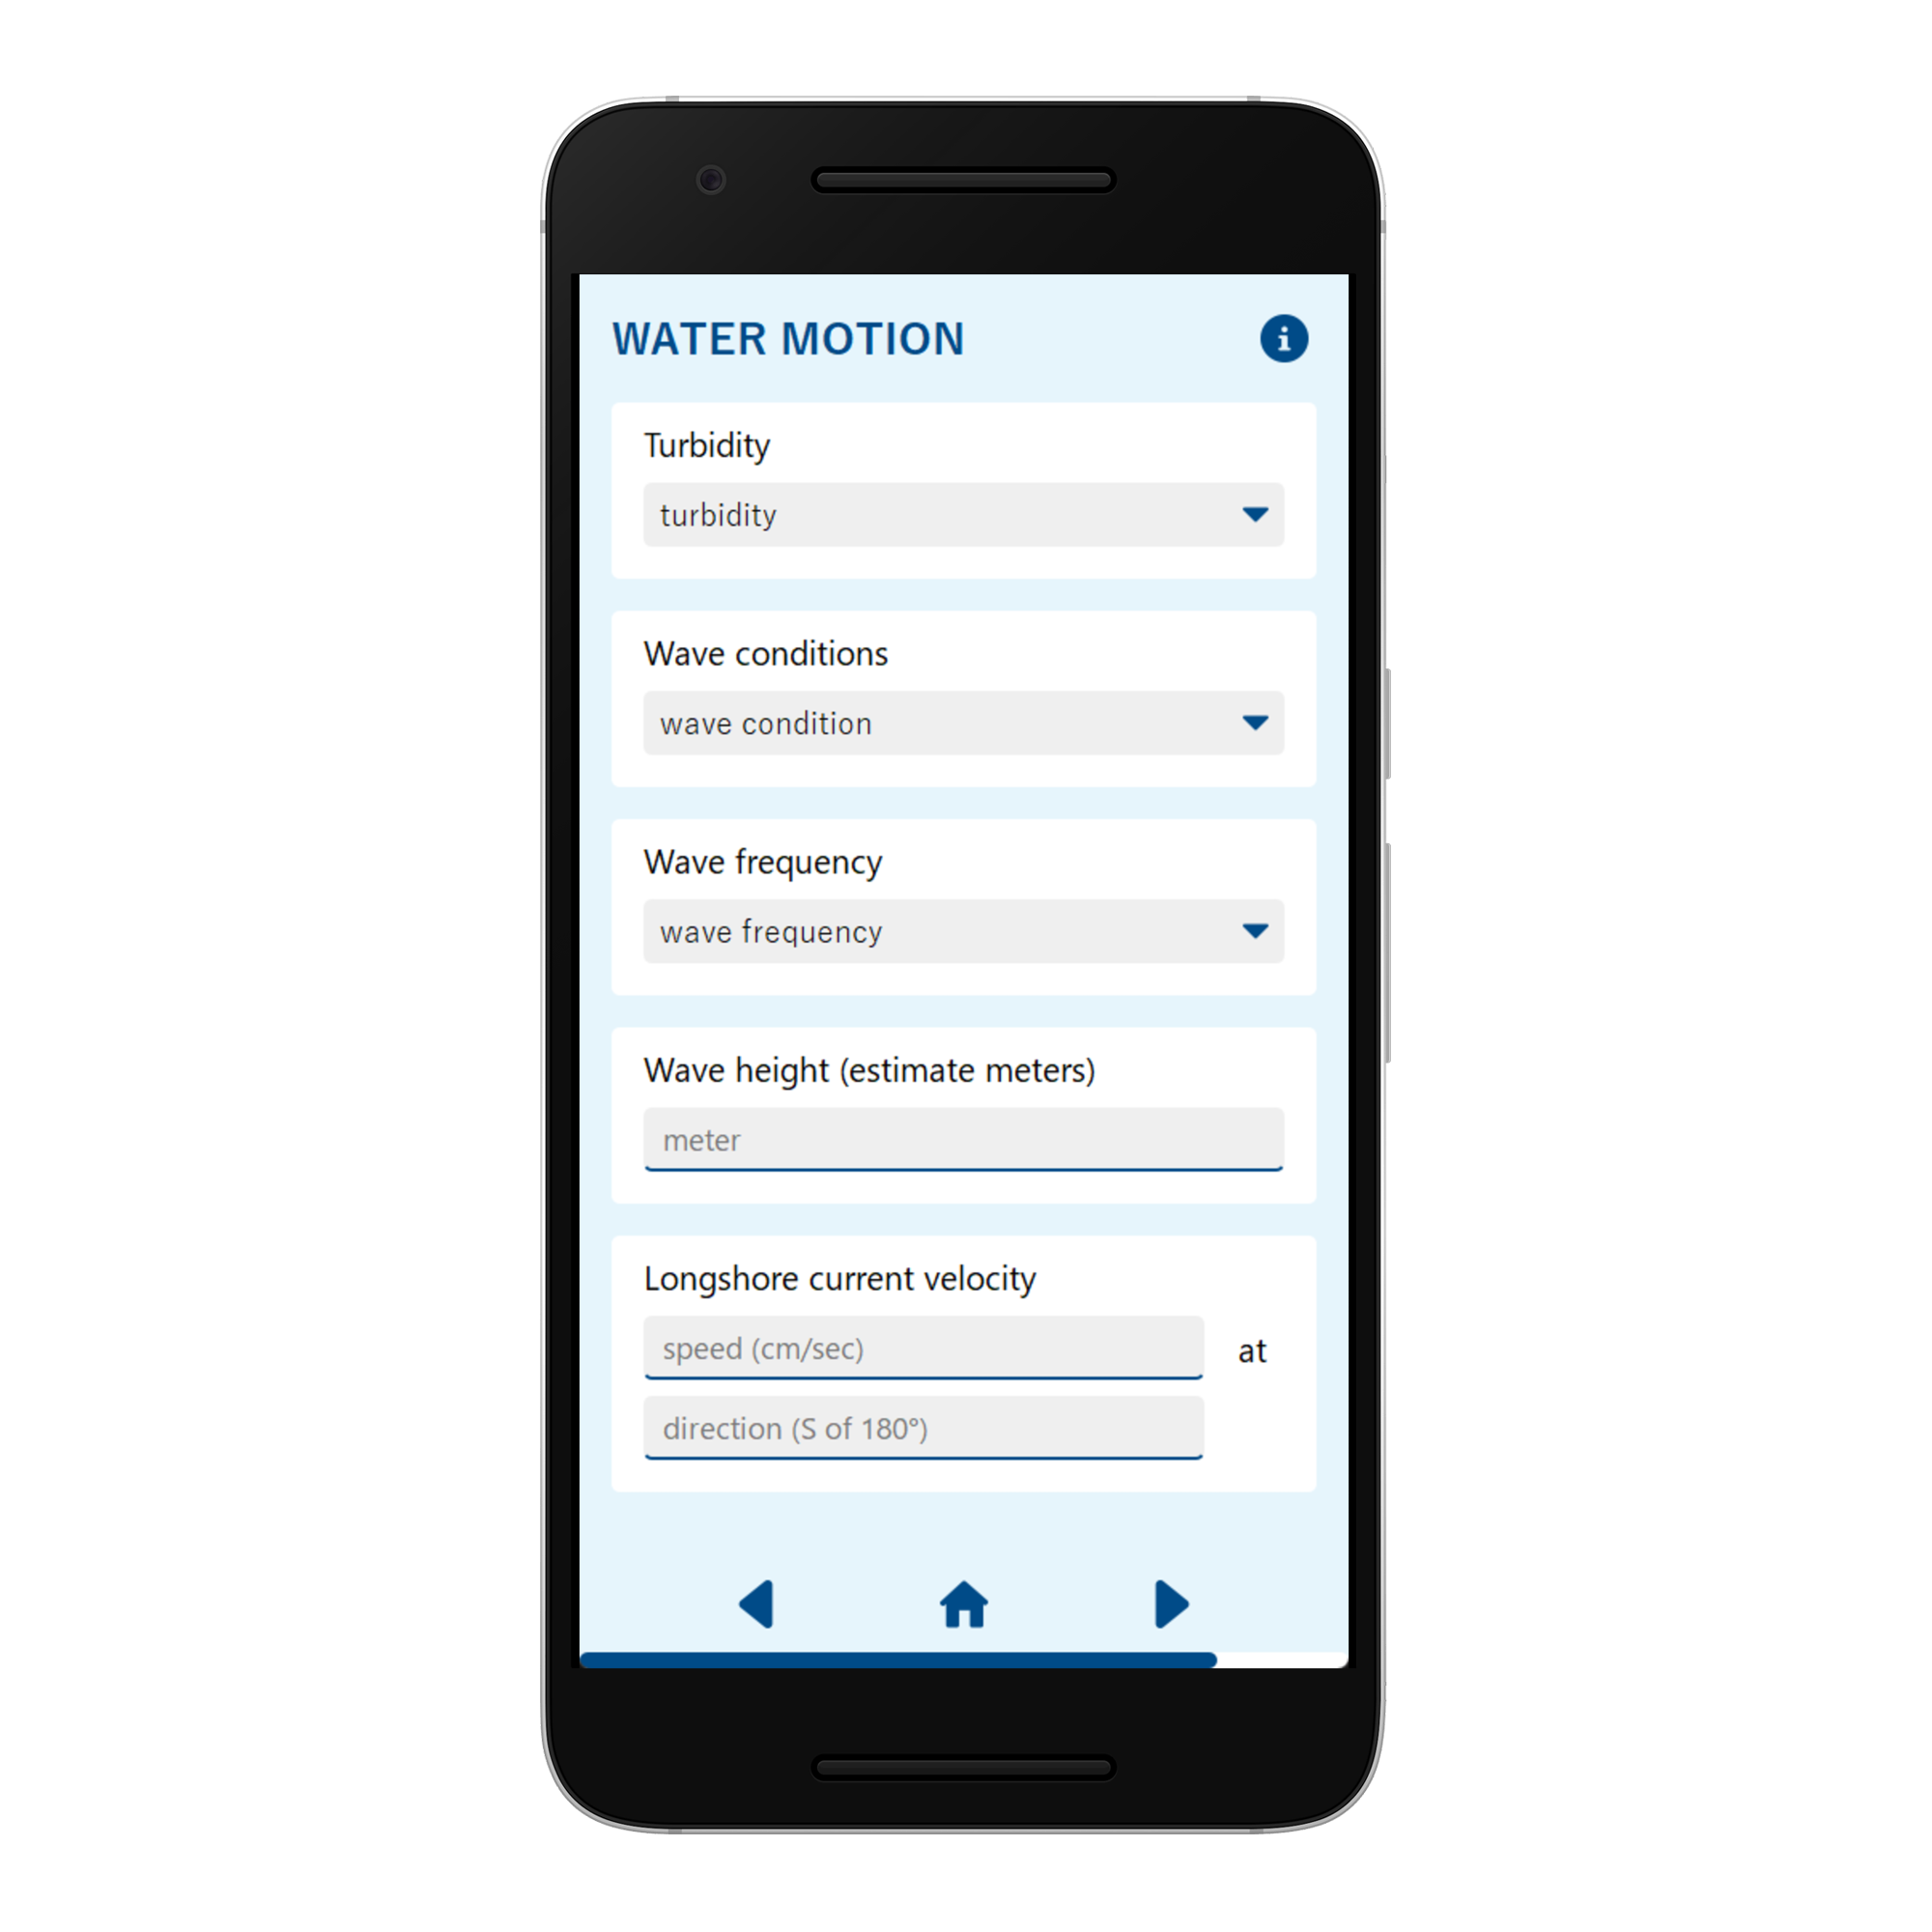 WATER MOTION
Turbidity
turbidity
Wave conditions
wave condition
Wave frequency
wave frequency
Wave height (estimate meters)
meter
Longshore current velocity
speed (cm/sec) at
direction (S of 180°)